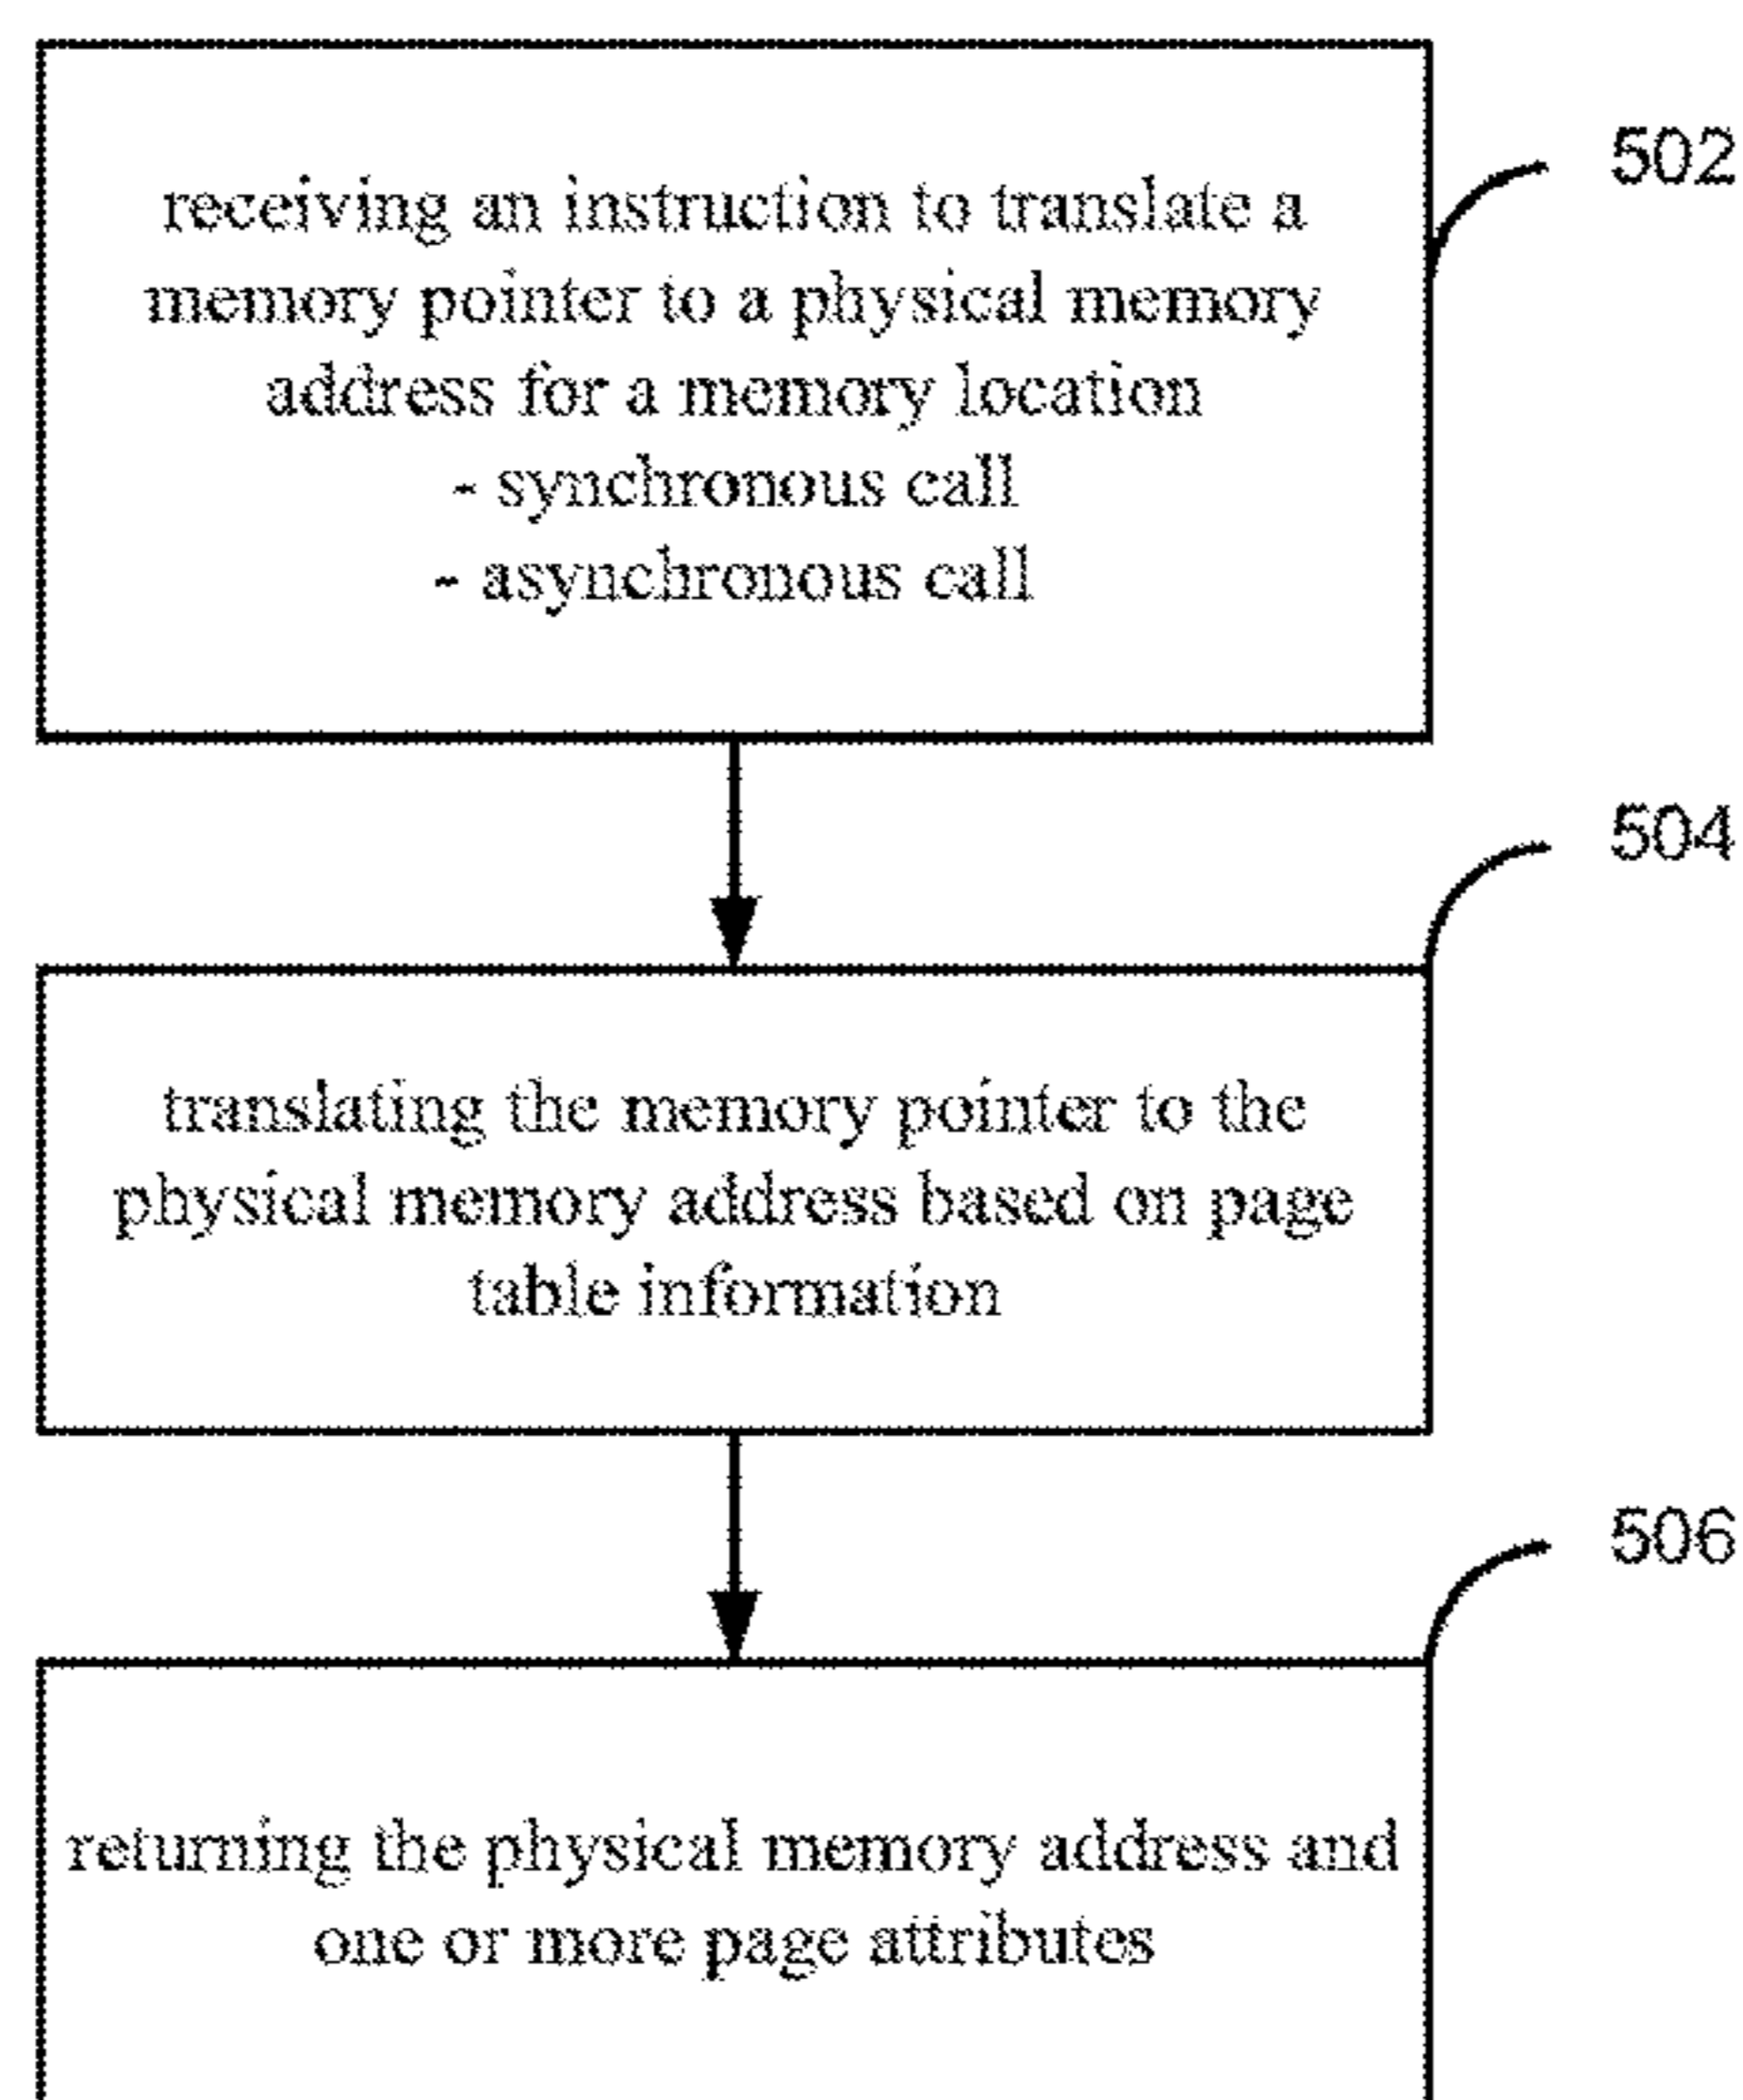 receiving an instruction to translate a
memory pointer to a physical memory
address for a memory location
- synchronous call
- asynchronous call
502
504
translating the memory pointer to the
physical memory address based on page
table information
506
returning the physical memory address and
one or more page attributes